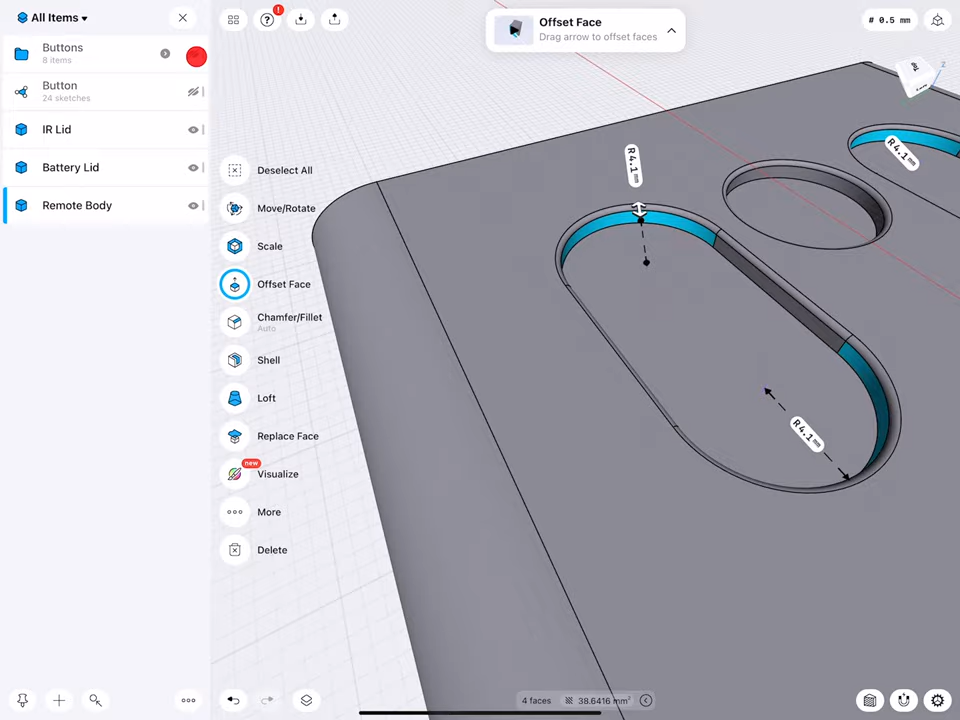 All Items
Buttons
8 items
Button
24 sketches
IR Lid
Battery Lid
Remote Body
?
!
Offset Face
Drag arrow to offset faces
# 0.5 mm
Top
Z
Deselect All
Move/Rotate
Scale
Offset Face
Chamfer/Fillet
Auto
Shell
Loft
Replace Face
new
Visualize
More
Delete
R4.1 mm
R4.1 mm
R4.1 mm
4 faces
38.6416 mm²